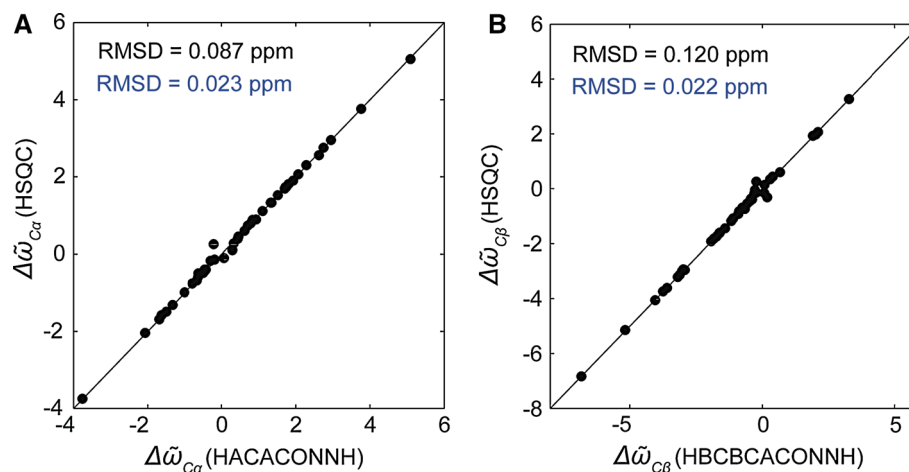 A
RMSD = 0.087 ppm
RMSD = 0.023 ppm
6
4
2
0
-2
-4
-4
-2
0
2
4
6
Δω̃Cα (HSQC)
Δω̃Cα (HACACONNH)
B
RMSD = 0.120 ppm
RMSD = 0.022 ppm
6
4
2
0
-2
-4
-6
-8
-5
0
5
Δω̃Cβ (HSQC)
Δω̃Cβ (HBCBCACONNH)